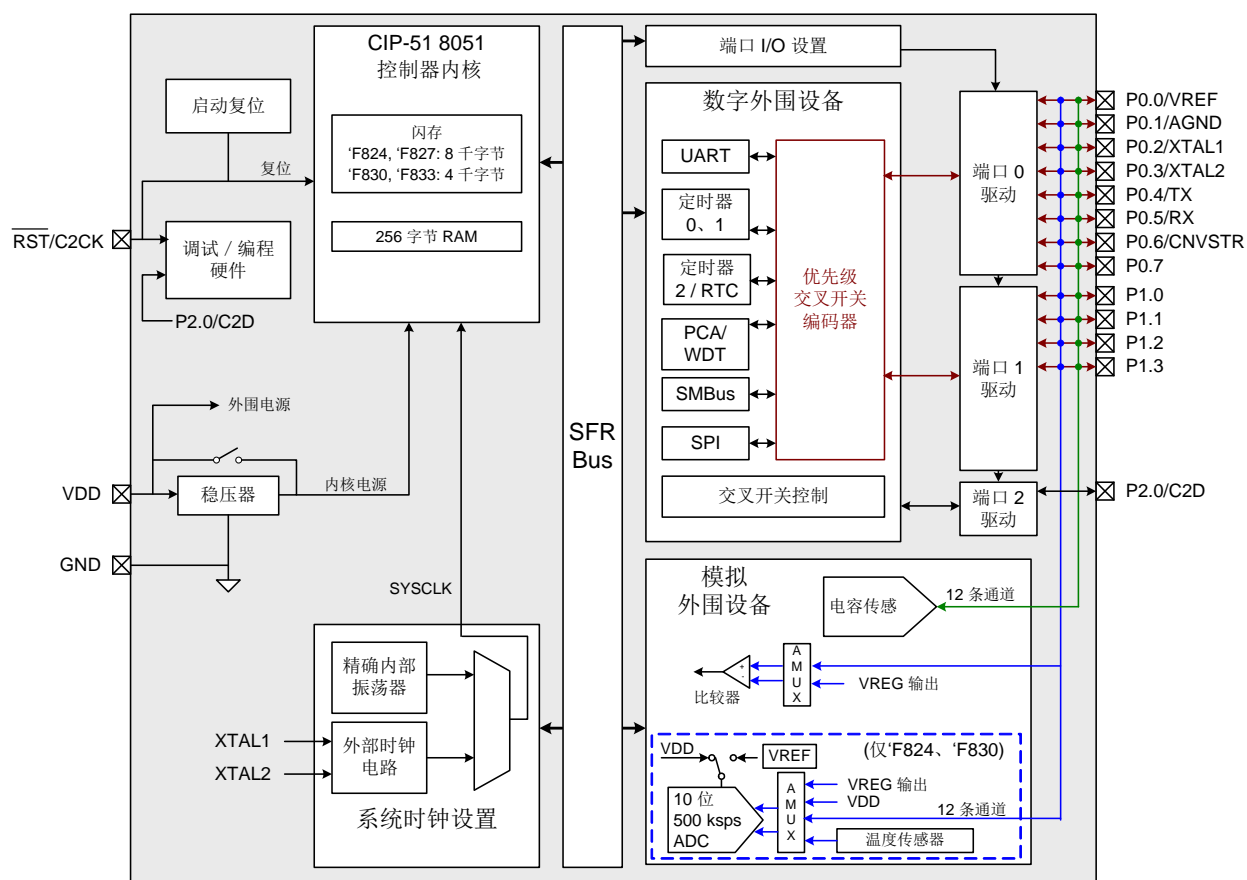 CIP-51 8051
控制器内核
闪存
‘F824, ‘F827: 8 千字节
‘F830, ‘F833: 4 千字节
256 字节 RAM
启动复位
复位
RST/C2CK
调试 / 编程
硬件
P2.0/C2D
外围电源
VDD
稳压器
内核电源
GND
SYSCLK
精确内部
振荡器
XTAL1
XTAL2
外部时钟
电路
系统时钟设置
SFR
Bus
端口 I/O 设置
数字外围设备
UART
定时器
0、1
定时器
2 / RTC
PCA/
WDT
SMBus
SPI
优先级
交叉开关
编码器
交叉开关控制
端口 0
驱动
端口 1
驱动
端口 2
驱动
P0.0/VREF
P0.1/AGND
P0.2/XTAL1
P0.3/XTAL2
P0.4/TX
P0.5/RX
P0.6/CNVSTR
P0.7
P1.0
P1.1
P1.2
P1.3
P2.0/C2D
模拟
外围设备
电容传感
12 条通道
+
-
比较器
AMUX
VREG 输出
(仅‘F824、‘F830)
VDD
VREF
10 位
500 ksps
ADC
AMUX
VREG 输出
VDD
12 条通道
温度传感器